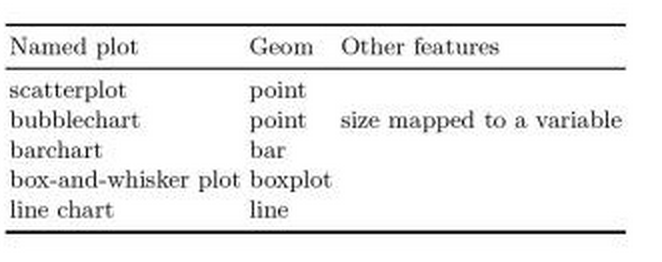 Named plot Geom Other features
scatterplot point
bubblechart point size mapped to a variable
barchart bar
box-and-whisker plot boxplot
line chart line